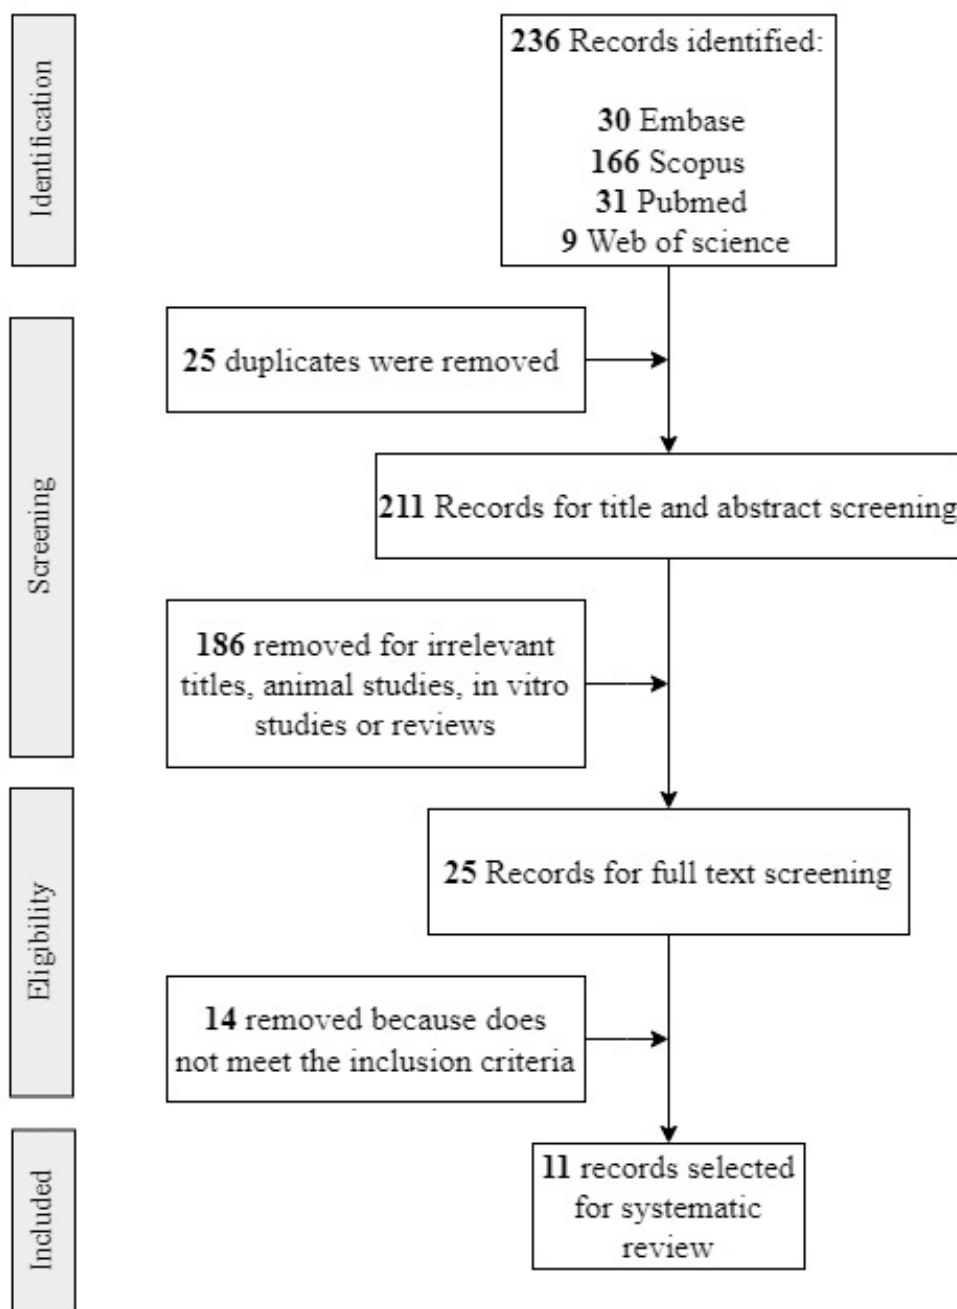 Identification
236 Records identified:
30 Embase
166 Scopus
31 Pubmed
9 Web of science
Screening
25 duplicates were removed
211 Records for title and abstract screening
186 removed for irrelevant
titles, animal studies, in vitro
studies or reviews
Eligibility
25 Records for full text screening
14 removed because does
not meet the inclusion criteria
Included
11 records selected
for systematic
review